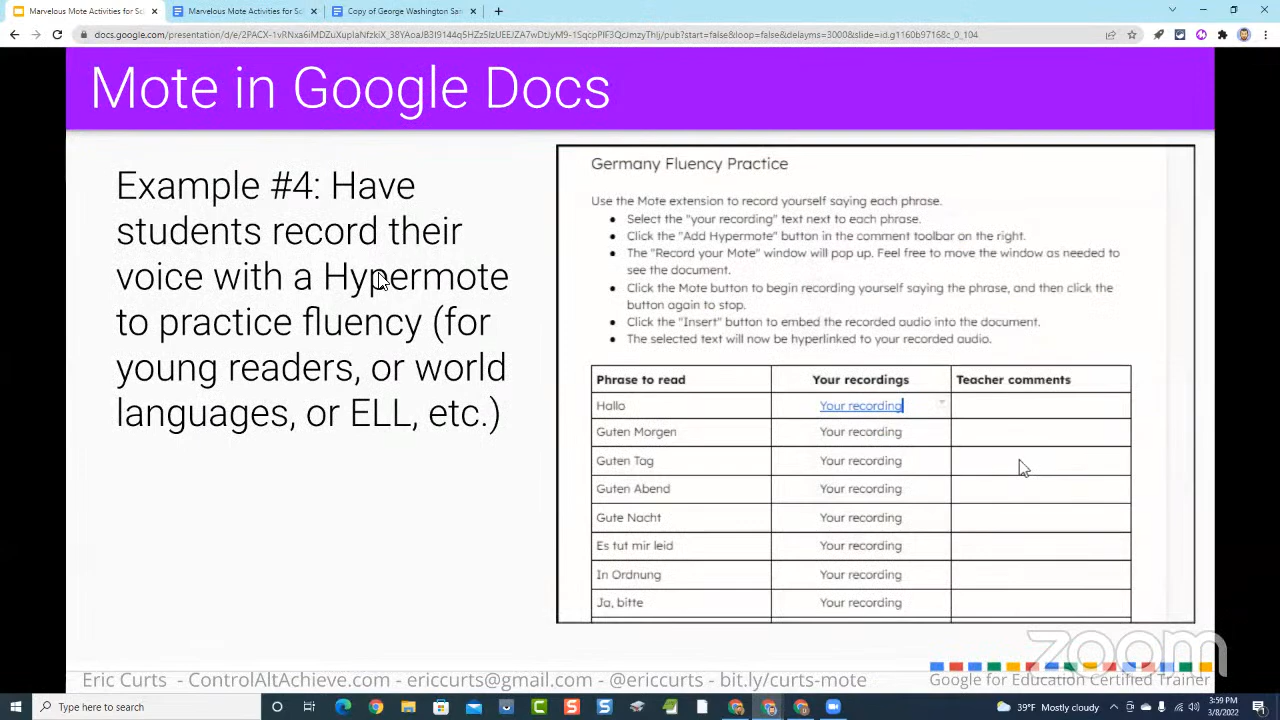 Marvelous Mote Activities for Sc
Marvelous Mote Activities for Sc
Copy of George Washington Sa
Mote in Google Docs
Example #4: Have
students record their
voice with a Hypermote
to practice fluency (for
young readers, or world
languages, or ELL, etc.)
Germany Fluency Practice
Use the Mote extension to record yourself saying each phrase.
Select the "your recording" text next to each phrase.
Click the "Add Hypermote" button in the comment toolbar on the right.
The "Record your Mote" window will pop up. Feel free to move the window as needed to
see the document.
Click the Mote button to begin recording yourself saying the phrase, and then click the
button again to stop.
Click the "Insert" button to embed the recorded audio into the document.
The selected text will now be hyperlinked to your recorded audio.
Phrase to read Your recordings Teacher comments
Hallo Your recording
Guten Morgen Your recording
Guten Tag Your recording
Guten Abend Your recording
Gute Nacht Your recording
Es tut mir leid Your recording
In Ordnung Your recording
Ja, bitte Your recording
zoom
Eric Curts - ControlAltAchieve.com - ericcurts@gmail.com - @ericcurts - bit.ly/curts-mote
Google for Education Certified Trainer
Type here to search
39°F Mostly cloudy
3:59 PM
3/8/2022